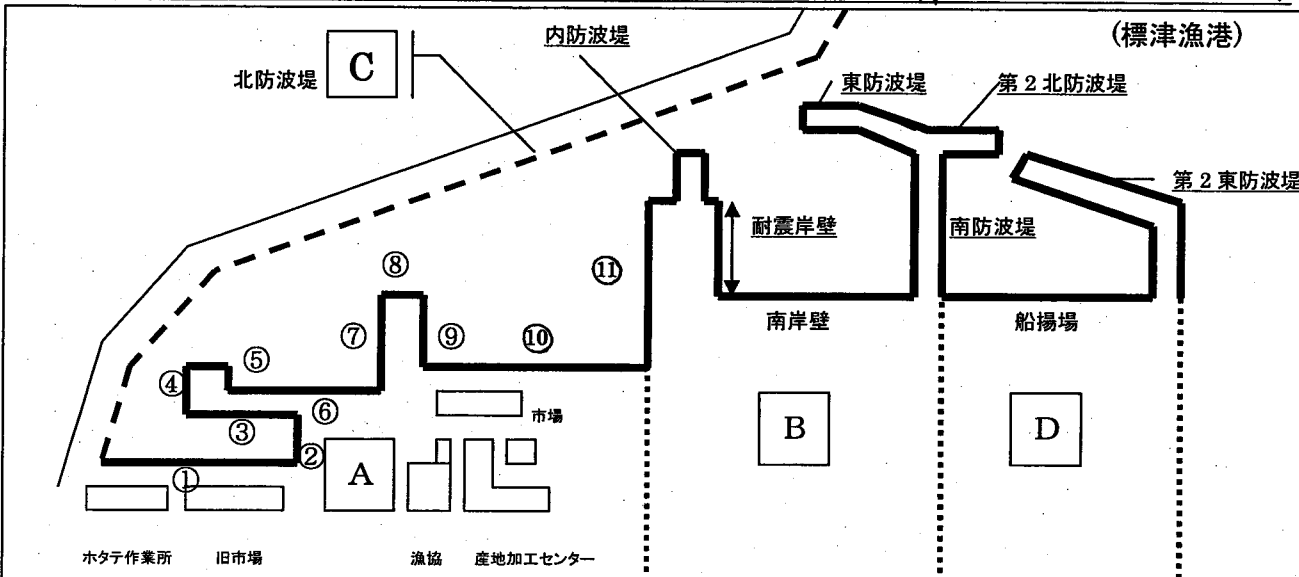 (標津漁港)
内防波堤
北防波堤
C
東防波堤
第2北防波堤
第2東防波堤
耐震岸壁
南防波堤
⑧
⑪
⑦
⑨
⑩
南岸壁
船揚場
⑤
④
⑥
市場
③
B
D
②
A
①
ホタテ作業所
旧市場
漁協
産地加工センター